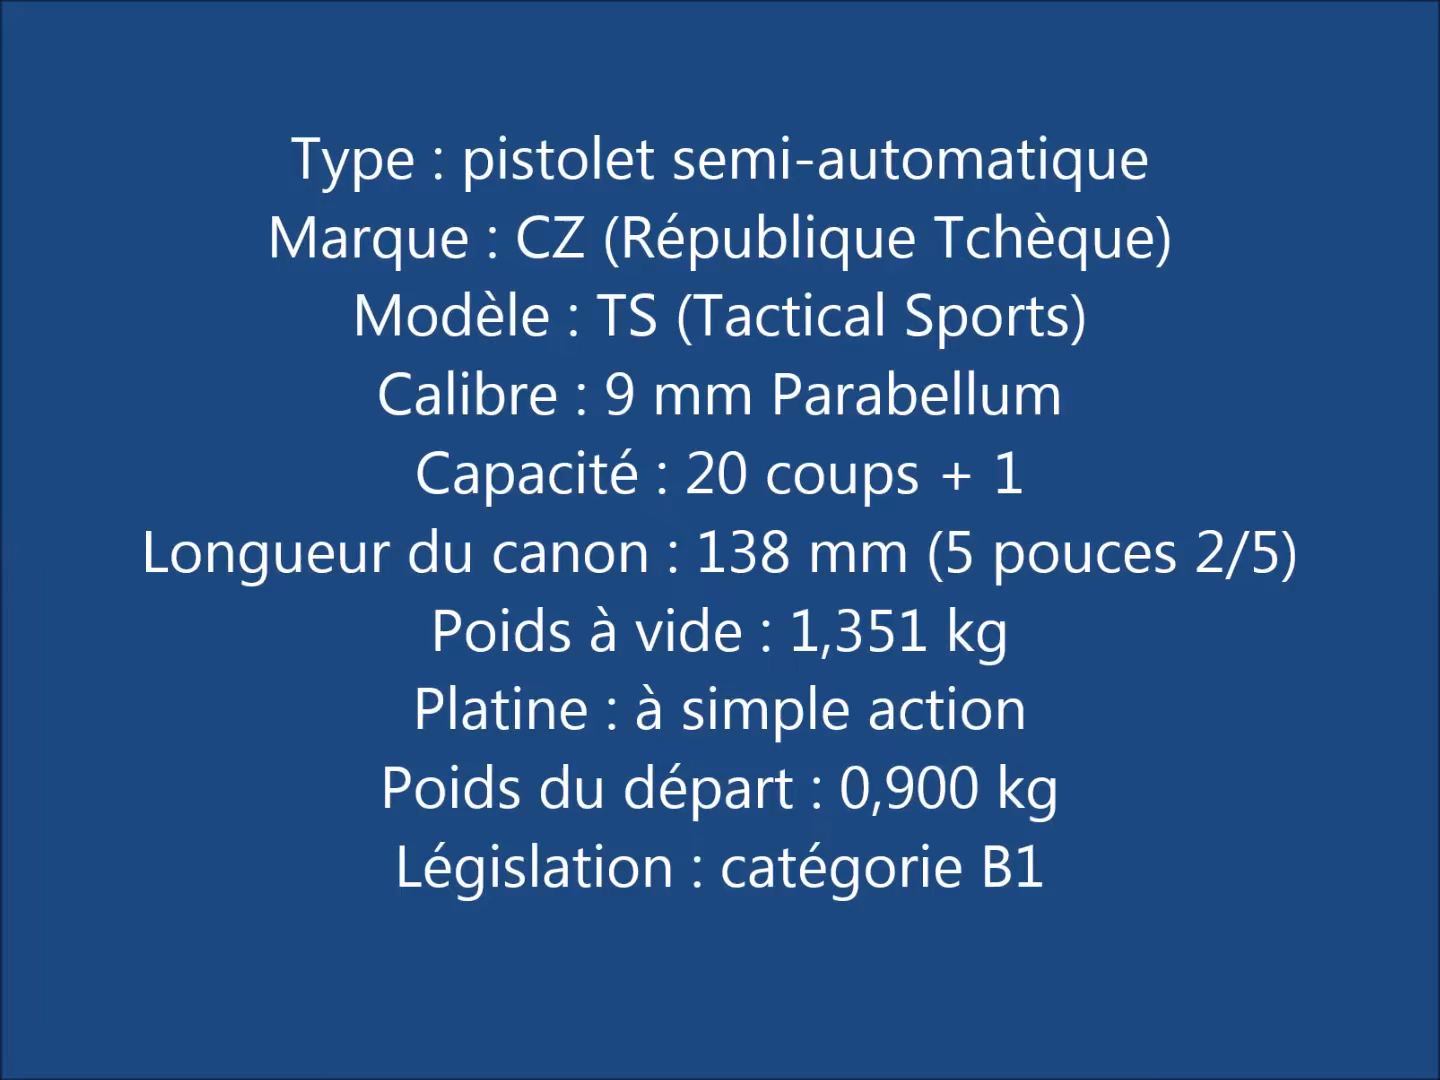 Type : pistolet semi-automatique
Marque : CZ (République Tchèque)
Modèle : TS (Tactical Sports)
Calibre : 9 mm Parabellum
Capacité : 20 coups + 1
Longueur du canon : 138 mm (5 pouces 2/5)
Poids à vide : 1,351 kg
Platine : à simple action
Poids du départ : 0,900 kg
Législation : catégorie B1